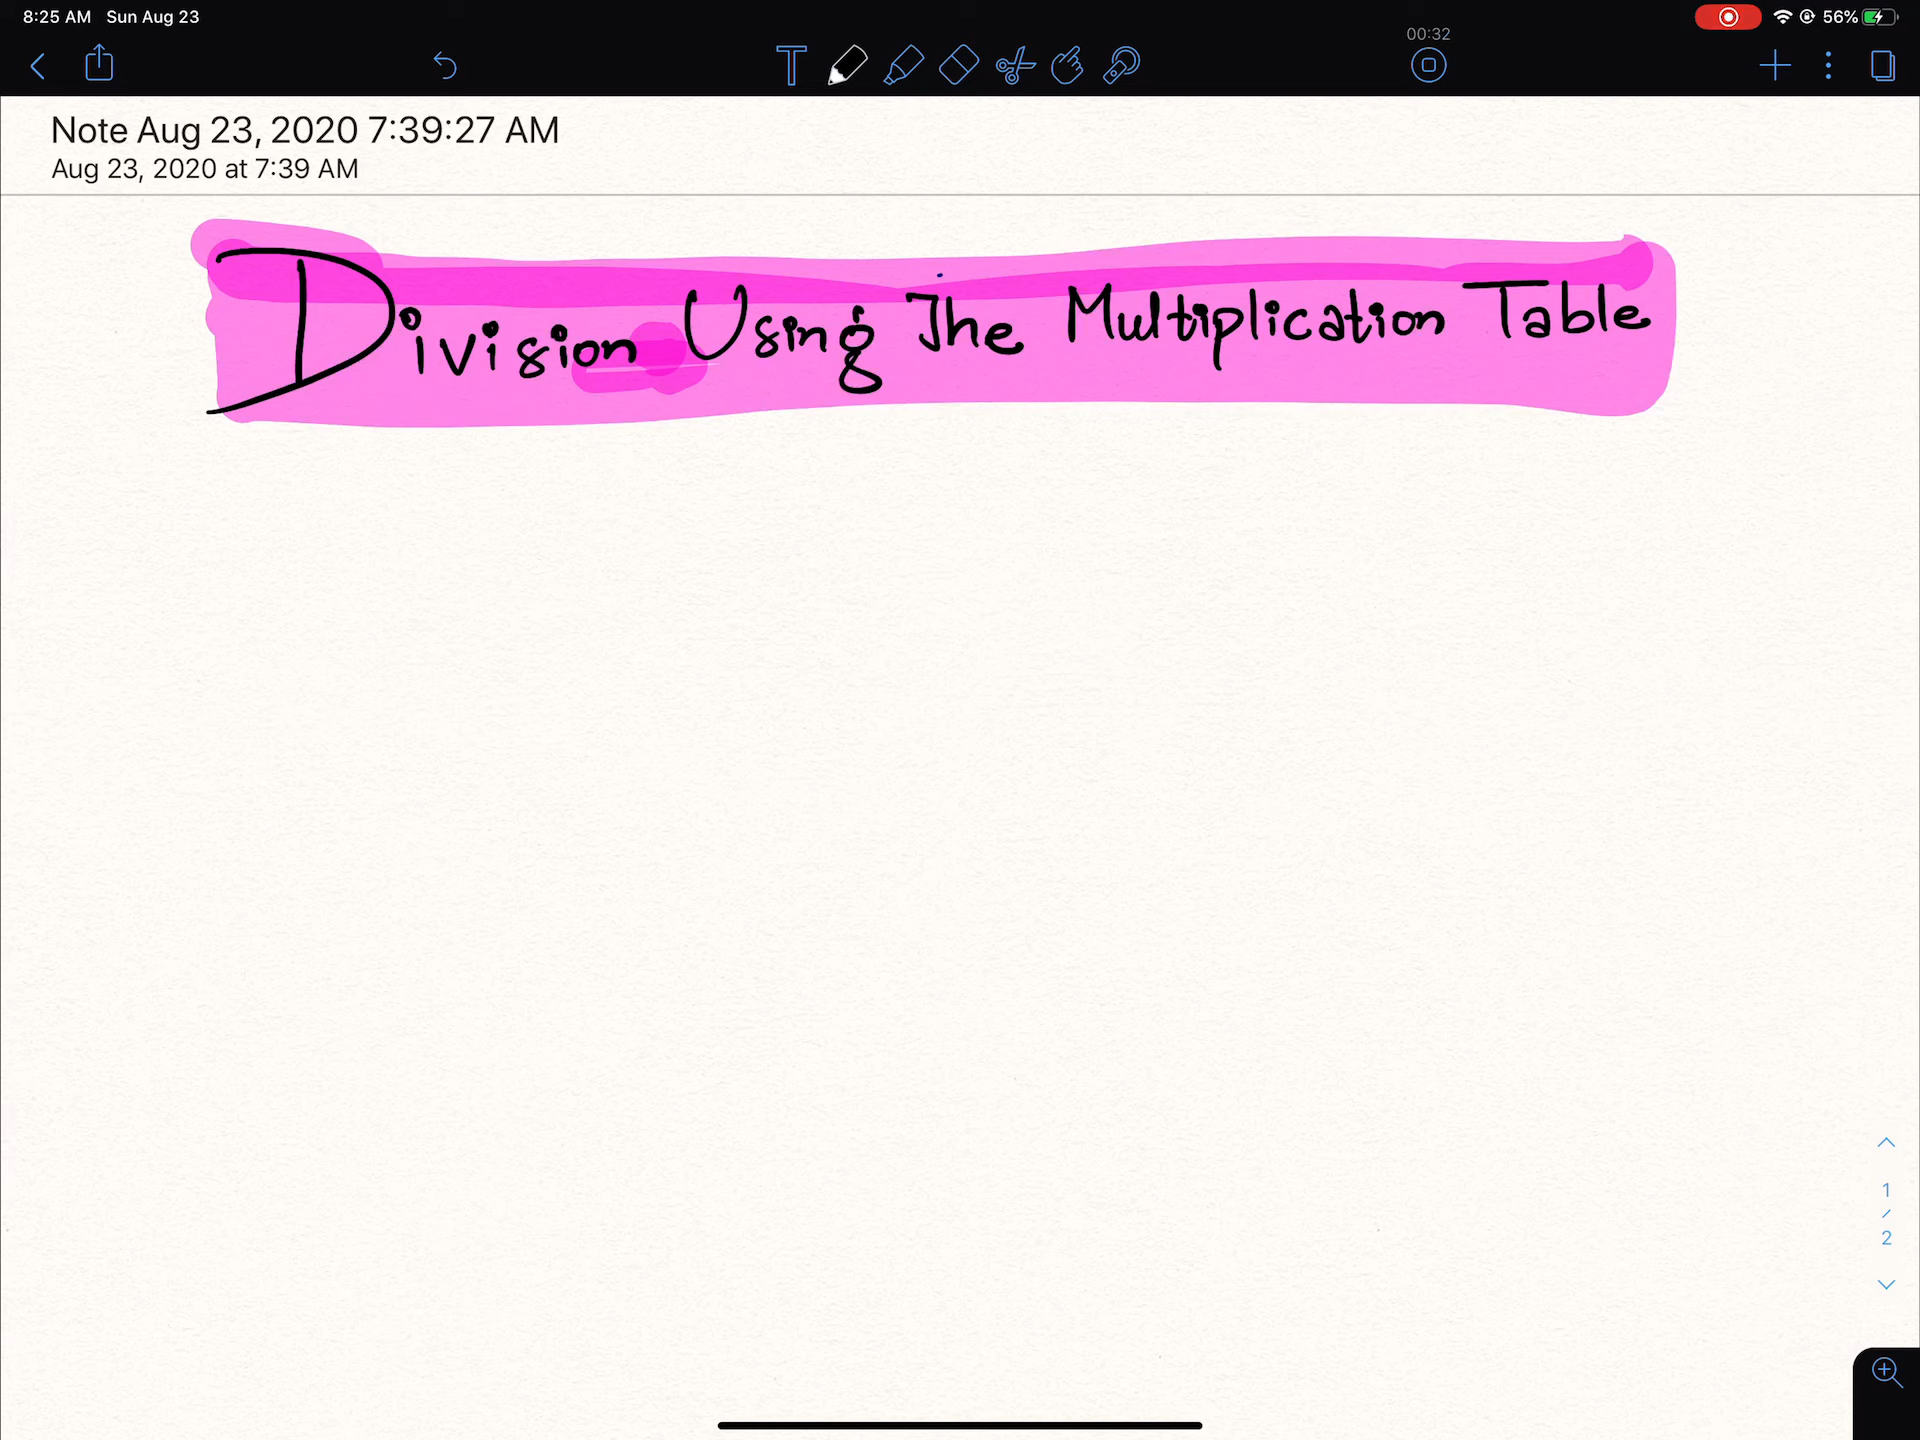 8:25 AM Sun Aug 23
56%
00:32
T
Note Aug 23, 2020 7:39:27 AM
Aug 23, 2020 at 7:39 AM
Division Using The Multiplication Table
1
/
2